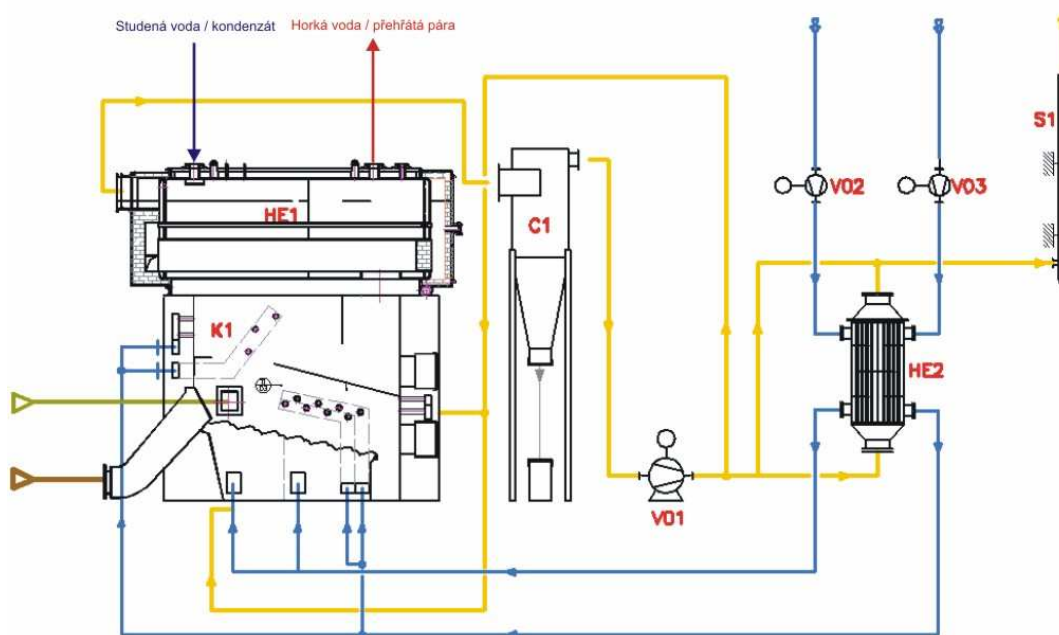 Studená voda / kondenzát
Horká voda / přehřátá pára
S1
V02
V03
HE1
C1
K1
HE2
V01